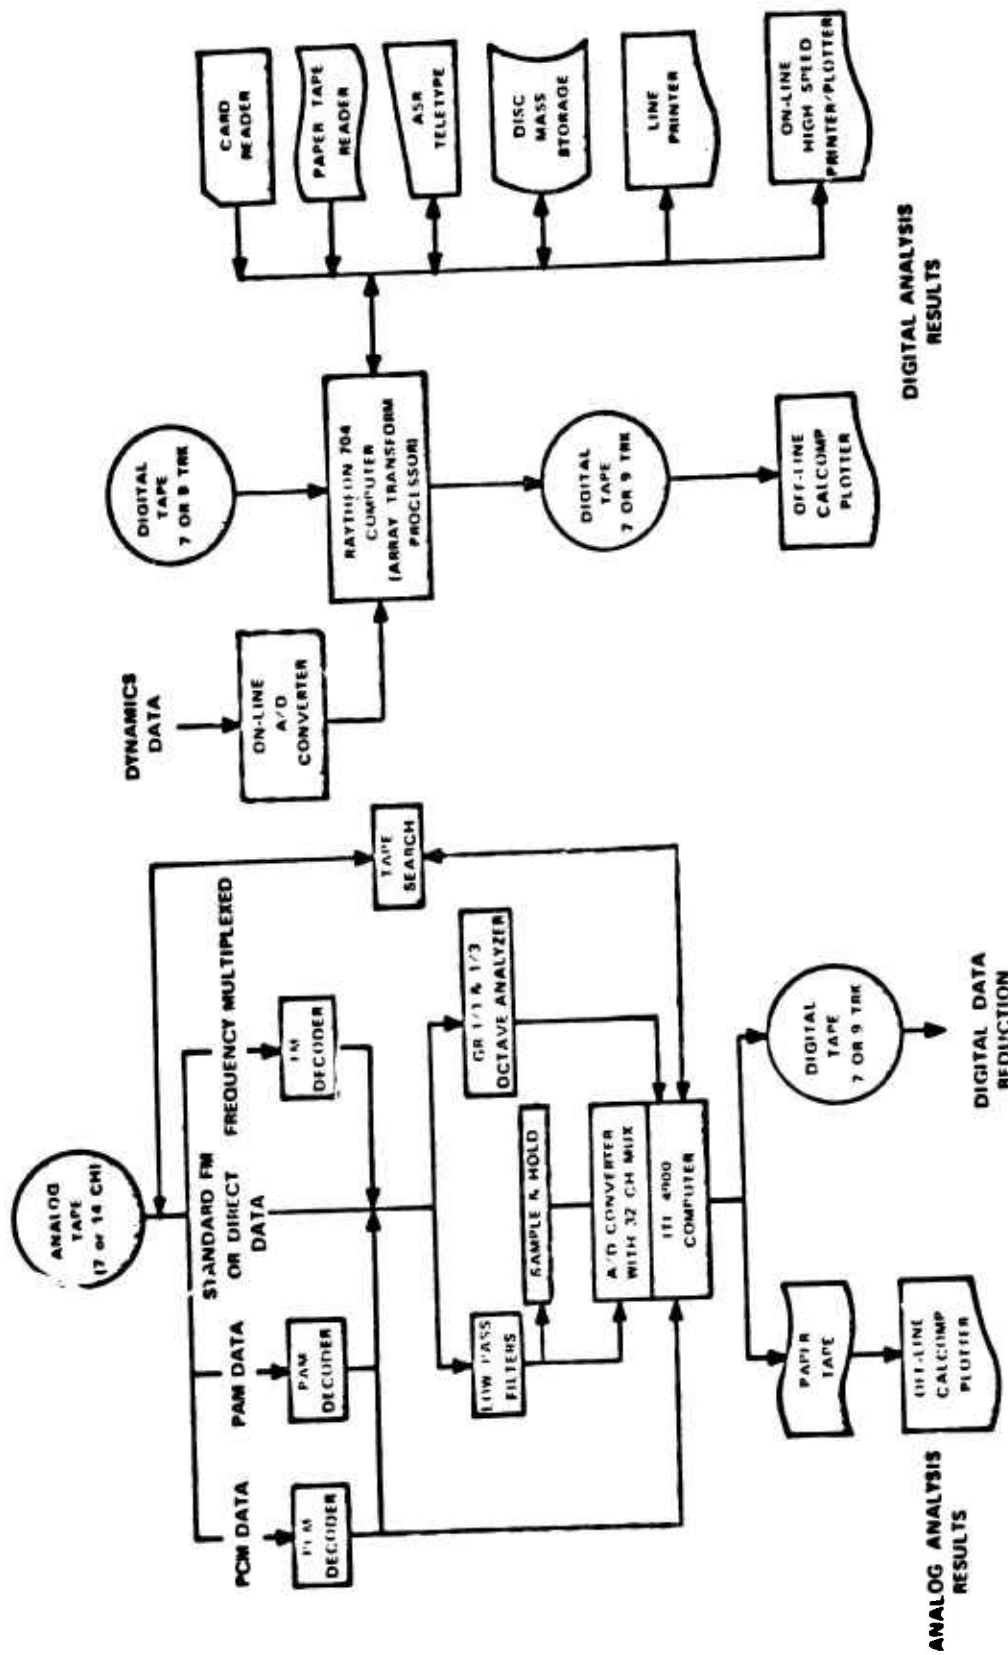 ANALOG
TAPE
(7 or 14 CH)
PCM DATA
PAM DATA
STANDARD FM
OR DIRECT
DATA
FREQUENCY MULTIPLEXED
PCM
DECODER
PAM
DECODER
FM
DECODER
TAPE
SEARCH
LOW PASS
FILTERS
SAMPLE & HOLD
GR 1/1 & 1/3
OCTAVE ANALYZER
A/D CONVERTER
WITH 32 CH MUX
ITI 4900
COMPUTER
PAPER
TAPE
DIGITAL
TAPE
7 OR 9 TRK
OFF-LINE
CALCOMP
PLOTTER
ANALOG ANALYSIS
RESULTS
DIGITAL DATA
REDUCTION
DYNAMICS
DATA
ON-LINE
A/D
CONVERTER
DIGITAL
TAPE
7 OR 9 TRK
RAYTHEON 704
COMPUTER
(ARRAY TRANSFORM
PROCESSOR)
DIGITAL
TAPE
7 OR 9 TRK
OFF-LINE
CALCOMP
PLOTTER
CARD
READER
PAPER TAPE
READER
ASR
TELETYPE
DISC
MASS
STORAGE
LINE
PRINTER
ON-LINE
HIGH SPEED
PRINTER/PLOTTER
DIGITAL ANALYSIS
RESULTS